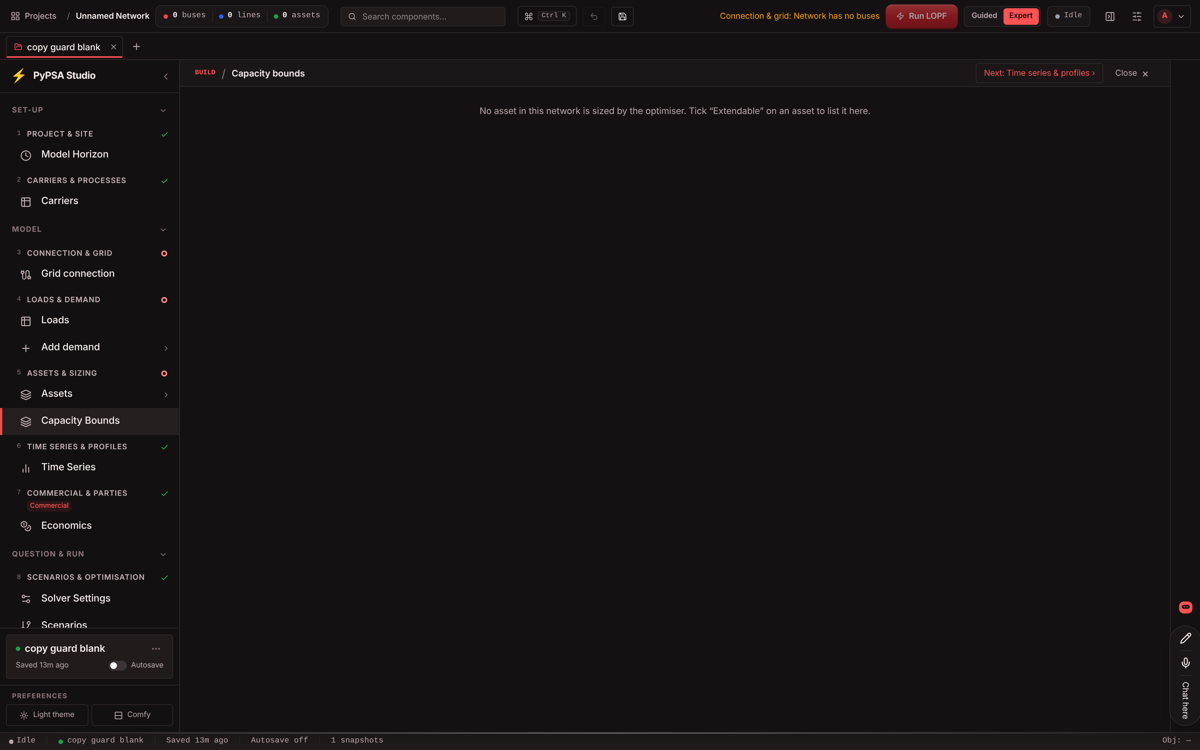 Projects / Unnamed Network 0 buses 0 lines 0 assets Search components... ⌘ Ctrl K Connection & grid: Network has no buses Run LOPF Guided Expert Idle A
copy guard blank × +
PyPSA Studio
BUILD / Capacity bounds Next: Time series & profiles › Close ×
No asset in this network is sized by the optimiser. Tick “Extendable” on an asset to list it here.
SET-UP
1 PROJECT & SITE
Model Horizon
2 CARRIERS & PROCESSES
Carriers
MODEL
3 CONNECTION & GRID
Grid connection
4 LOADS & DEMAND
Loads
Add demand
5 ASSETS & SIZING
Assets
Capacity Bounds
6 TIME SERIES & PROFILES
Time Series
7 COMMERCIAL & PARTIES
Commercial
Economics
QUESTION & RUN
8 SCENARIOS & OPTIMISATION
Solver Settings
Scenarios
copy guard blank ...
Saved 13m ago Autosave
PREFERENCES
Light theme Comfy
Chat here
Idle copy guard blank Saved 13m ago Autosave off 1 snapshots Obj: —